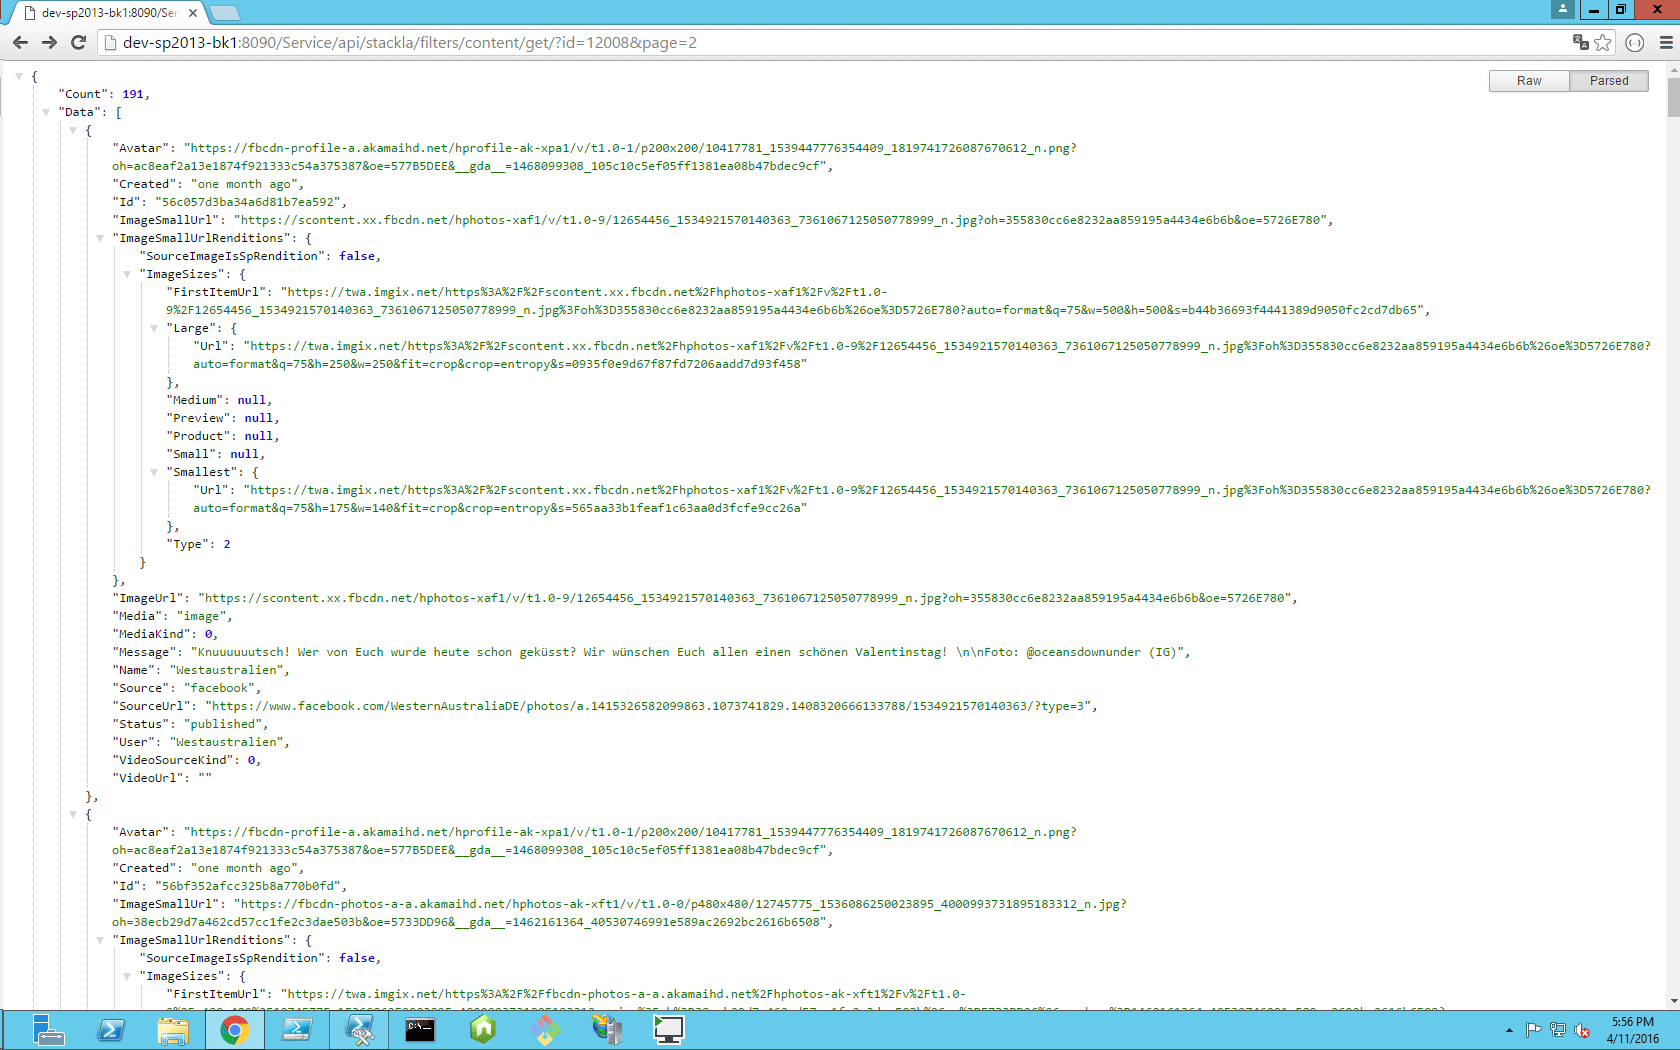 dev-sp2013-bk1:8090/Ser
dev-sp2013-bk1:8090/Service/api/stackla/filters/content/get/?id=12008&page=2
Raw Parsed
{
"Count": 191,
"Data": [
{
"Avatar": "https://fbcdn-profile-a.akamaihd.net/hprofile-ak-xpa1/v/t1.0-1/p200x200/10417781_1539447776354409_1819741726087670612_n.png?
oh=ac8eaf2a13e1874f921333c54a375387&oe=577B5DEE&__gda__=1468099308_105c10c5ef05ff1381ea08b47bdec9cf",
"Created": "one month ago",
"Id": "56c057d3ba34a6d81b7ea592",
"ImageSmallUrl": "https://scontent.xx.fbcdn.net/hphotos-xaf1/v/t1.0-9/12654456_1534921570140363_7361067125050778999_n.jpg?oh=355830cc6e8232aa859195a4434e6b6b&oe=5726E780",
"ImageSmallUrlRenditions": {
"SourceImageIsSpRendition": false,
"ImageSizes": {
"FirstItemUrl": "https://twa.imgix.net/https%3A%2F%2Fscontent.xx.fbcdn.net%2Fhphotos-xaf1%2Fv%2Ft1.0-
9%2F12654456_1534921570140363_7361067125050778999_n.jpg%3Foh%3D355830cc6e8232aa859195a4434e6b6b%26oe%3D5726E780?auto=format&q=75&w=500&h=500&s=b44b36693f4441389d9050fc2cd7db65",
"Large": {
"Url": "https://twa.imgix.net/https%3A%2F%2Fscontent.xx.fbcdn.net%2Fhphotos-xaf1%2Fv%2Ft1.0-9%2F12654456_1534921570140363_7361067125050778999_n.jpg%3Foh%3D355830cc6e8232aa859195a4434e6b6b%26oe%3D5726E780?
auto=format&q=75&h=250&w=250&fit=crop&crop=entropy&s=0935f0e9d67f87fd7206aadd7d93f458"
},
"Medium": null,
"Preview": null,
"Product": null,
"Small": null,
"Smallest": {
"Url": "https://twa.imgix.net/https%3A%2F%2Fscontent.xx.fbcdn.net%2Fhphotos-xaf1%2Fv%2Ft1.0-9%2F12654456_1534921570140363_7361067125050778999_n.jpg%3Foh%3D355830cc6e8232aa859195a4434e6b6b%26oe%3D5726E780?
auto=format&q=75&h=175&w=140&fit=crop&crop=entropy&s=565aa33b1feaf1c63aa0d3fcfe9cc26a"
},
"Type": 2
}
},
"ImageUrl": "https://scontent.xx.fbcdn.net/hphotos-xaf1/v/t1.0-9/12654456_1534921570140363_7361067125050778999_n.jpg?oh=355830cc6e8232aa859195a4434e6b6b&oe=5726E780",
"Media": "image",
"MediaKind": 0,
"Message": "Knuuuuuutsch! Wer von Euch wurde heute schon geküsst? Wir wünschen Euch allen einen schönen Valentinstag! \n\nFoto: @oceansdownunder (IG)",
"Name": "Westaustralien",
"Source": "facebook",
"SourceUrl": "https://www.facebook.com/WesternAustraliaDE/photos/a.1415326582099863.1073741829.1408320666133788/1534921570140363/?type=3",
"Status": "published",
"User": "Westaustralien",
"VideoSourceKind": 0,
"VideoUrl": ""
},
{
"Avatar": "https://fbcdn-profile-a.akamaihd.net/hprofile-ak-xpa1/v/t1.0-1/p200x200/10417781_1539447776354409_1819741726087670612_n.png?
oh=ac8eaf2a13e1874f921333c54a375387&oe=577B5DEE&__gda__=1468099308_105c10c5ef05ff1381ea08b47bdec9cf",
"Created": "one month ago",
"Id": "56bf352afcc325b8a770b0fd",
"ImageSmallUrl": "https://fbcdn-photos-a-a.akamaihd.net/hphotos-ak-xft1/v/t1.0-0/p480x480/12745775_1536086250023895_4000993731895183312_n.jpg?
oh=38ecb29d7a462cd57cc1fe2c3dae503b&oe=5733DD96&__gda__=1462161364_40530746991e589ac2692bc2616b6508",
"ImageSmallUrlRenditions": {
"SourceImageIsSpRendition": false,
"ImageSizes": {
"FirstItemUrl": "https://twa.imgix.net/https%3A%2F%2Ffbcdn-photos-a-a.akamaihd.net%2Fhphotos-ak-xft1%2Fv%2Ft1.0-
5:56 PM
4/11/2016